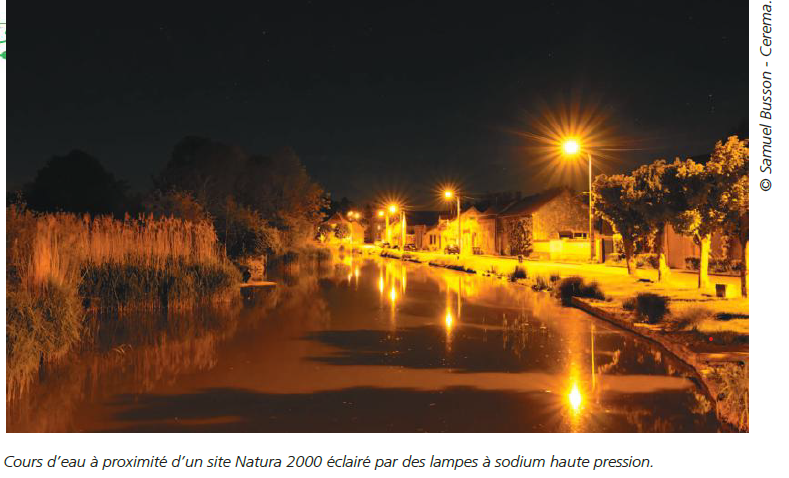 © Samuel Busson - Cerema.
Cours d'eau à proximité d'un site Natura 2000 éclairé par des lampes à sodium haute pression.